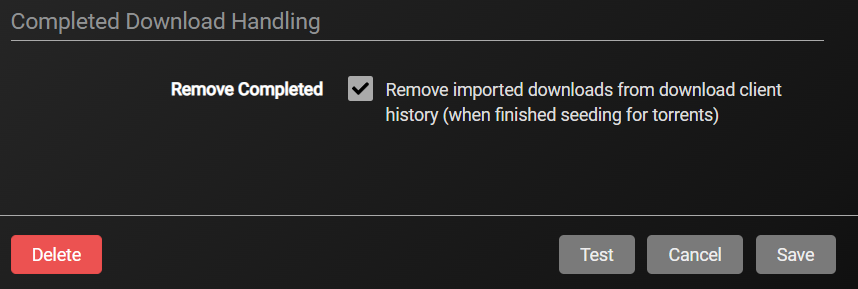 Completed Download Handling
Remove Completed
Remove imported downloads from download client
history (when finished seeding for torrents)
Delete
Test
Cancel
Save